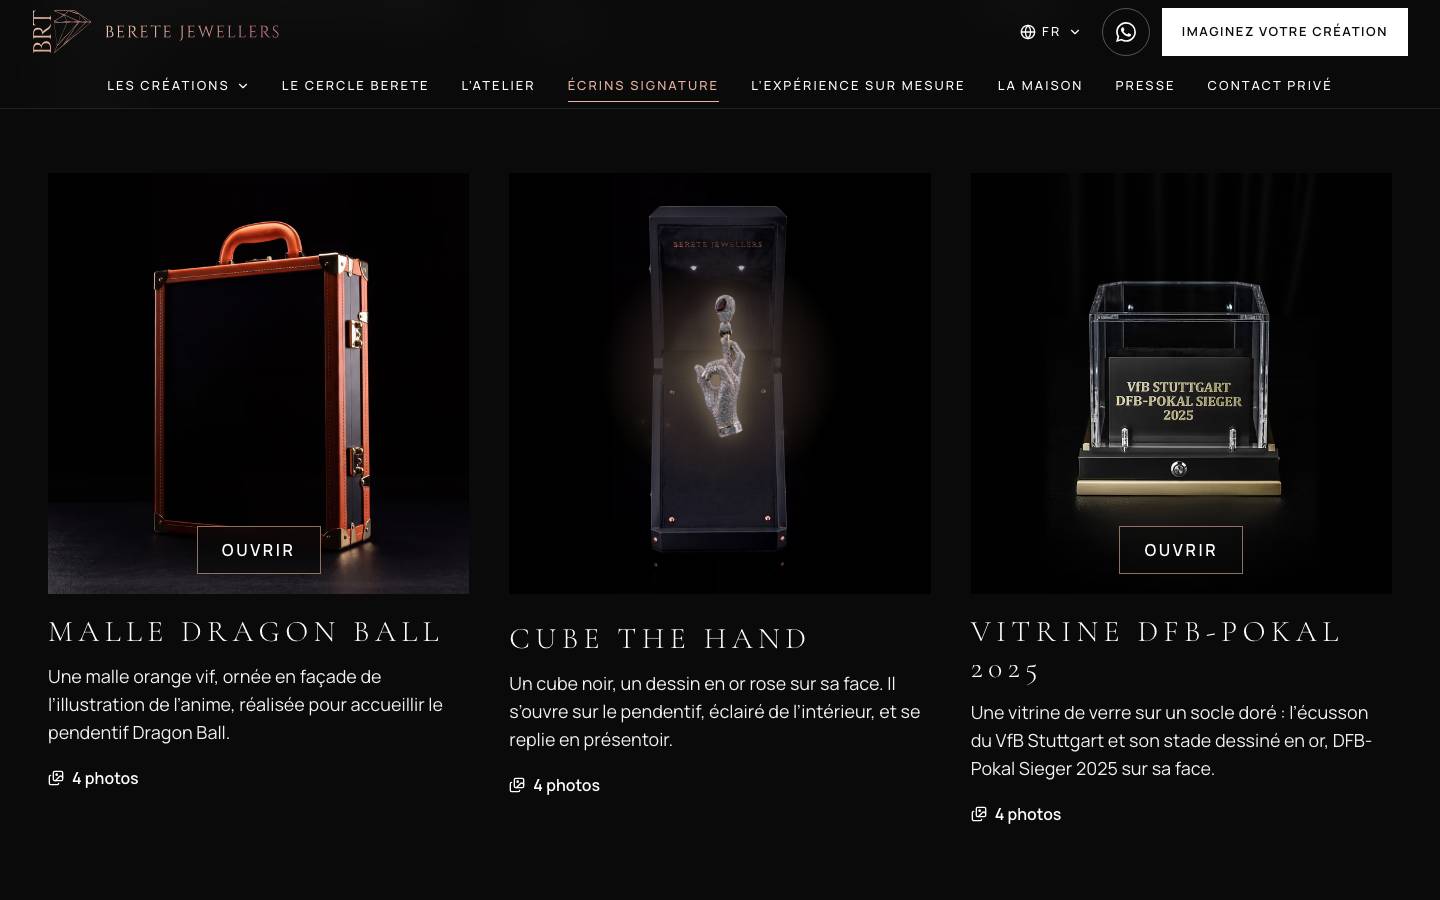 BRT BERETE JEWELLERS
FR
IMAGINEZ VOTRE CRÉATION
LES CRÉATIONS
LE CERCLE BERETE
L'ATELIER
ÉCRINS SIGNATURE
L'EXPÉRIENCE SUR MESURE
LA MAISON
PRESSE
CONTACT PRIVÉ
OUVRIR
MALLE DRAGON BALL
Une malle orange vif, ornée en façade de
l'illustration de l'anime, réalisée pour accueillir le
pendentif Dragon Ball.
4 photos
BERETE JEWELLERS
CUBE THE HAND
Un cube noir, un dessin en or rose sur sa face. Il
s'ouvre sur le pendentif, éclairé de l'intérieur, et se
replie en présentoir.
4 photos
VfB STUTTGART
DFB-POKAL SIEGER
2025
OUVRIR
VITRINE DFB-POKAL
2025
Une vitrine de verre sur un socle doré : l'écusson
du VfB Stuttgart et son stade dessiné en or, DFB-
Pokal Sieger 2025 sur sa face.
4 photos